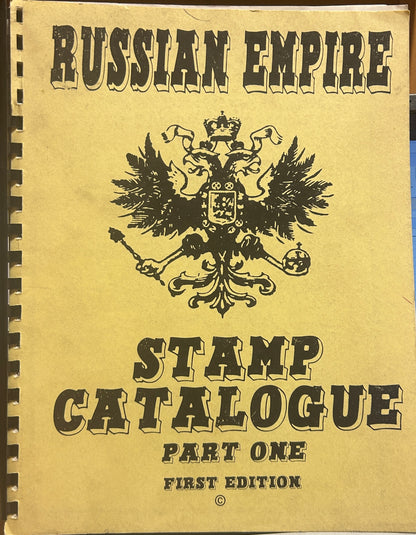 RUSSIAN EMPIRE
STAMP
CATALOGUE
PART ONE
FIRST EDITION
©